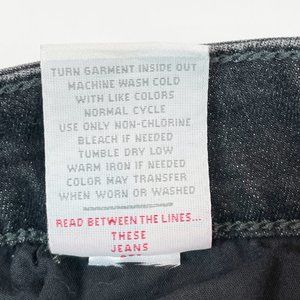 TURN GARMENT INSIDE OUT
MACHINE WASH COLD
WITH LIKE COLORS
NORMAL CYCLE
USE ONLY NON-CHLORINE
BLEACH IF NEEDED
TUMBLE DRY LOW
WARM IRON IF NEEDED
COLOR MAY TRANSFER
WHEN WORN OR WASHED
READ BETWEEN THE LINES...
THESE
JEANS